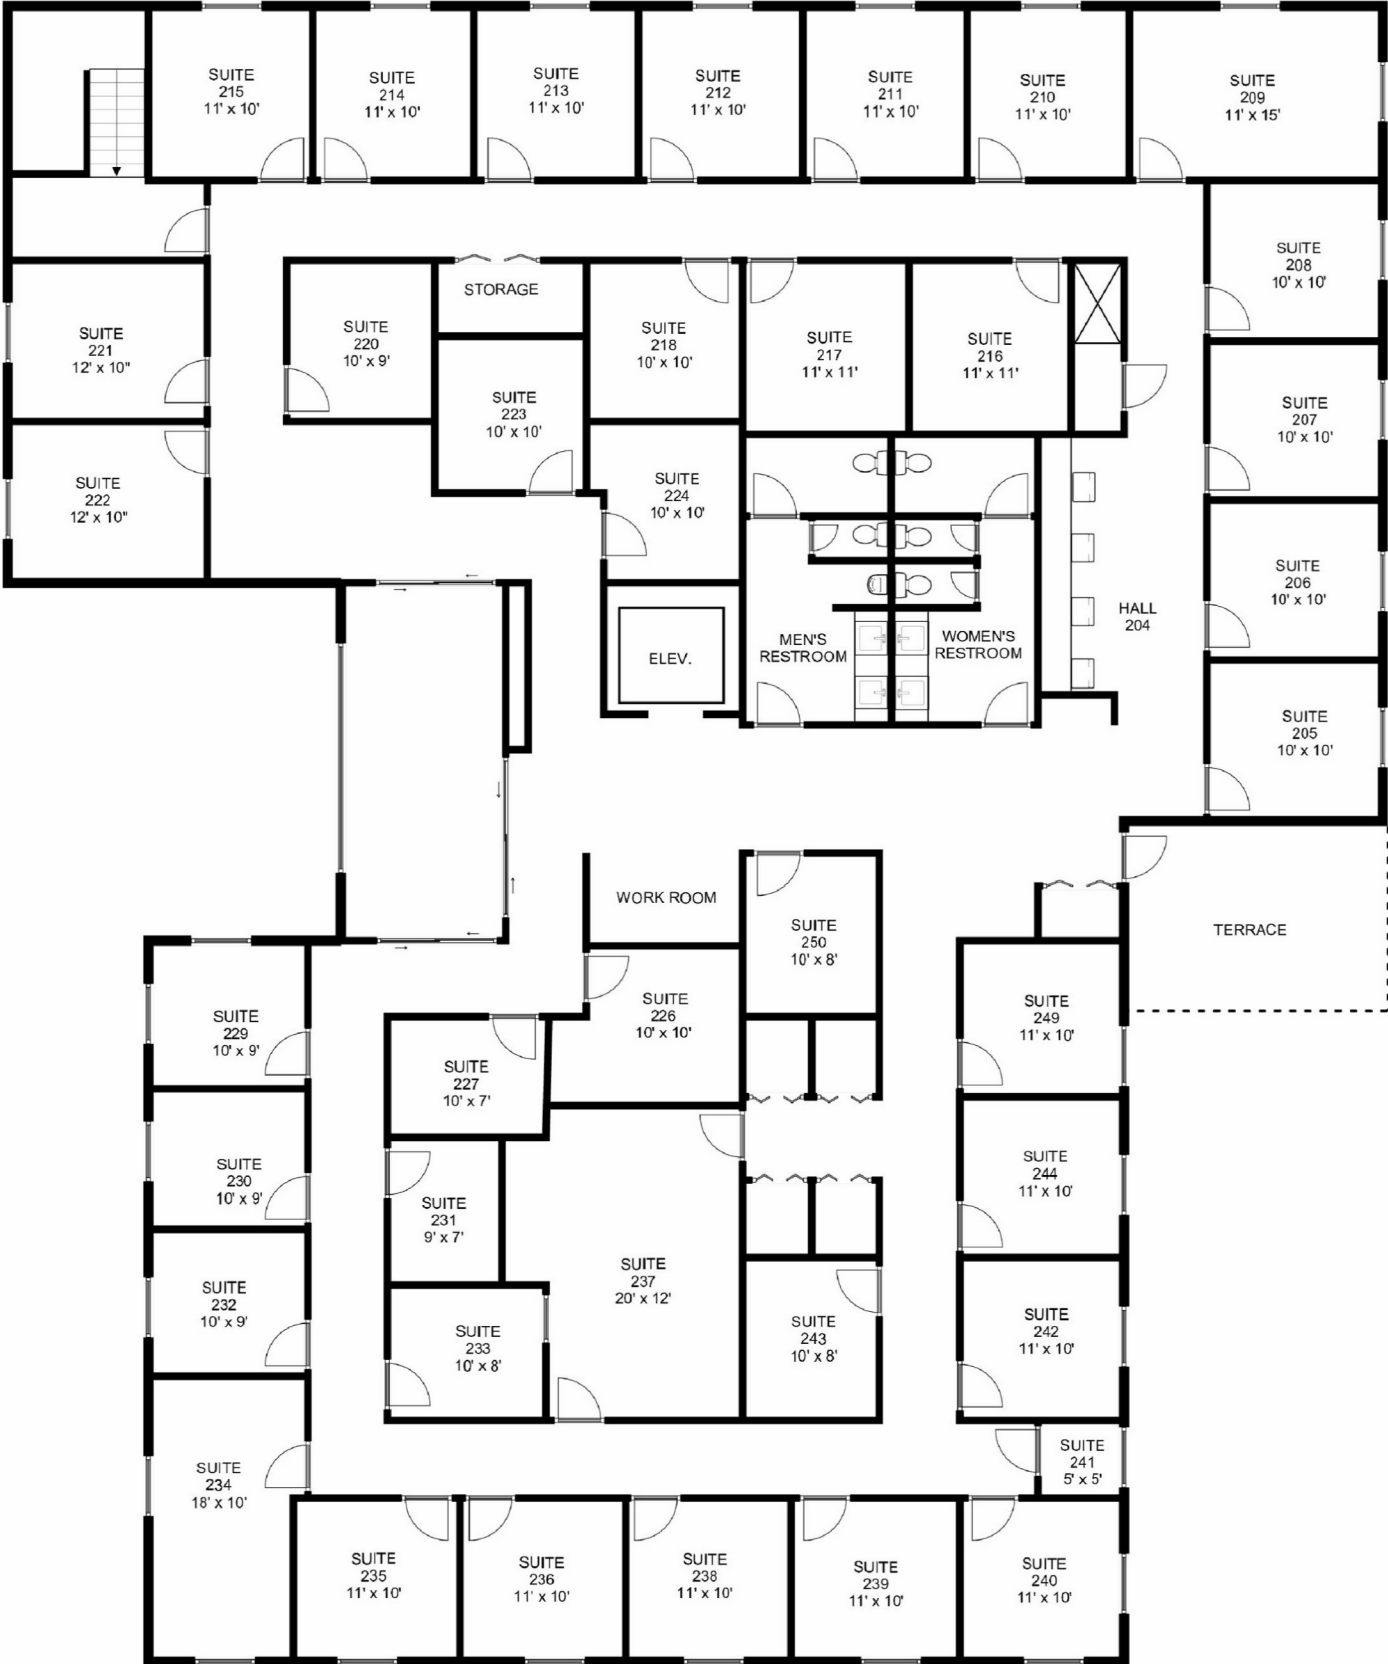 SUITE
215
11' x 10'
SUITE
214
11' x 10'
SUITE
213
11' x 10'
SUITE
212
11' x 10'
SUITE
211
11' x 10'
SUITE
210
11' x 10'
SUITE
209
11' x 15'
SUITE
208
10' x 10'
SUITE
221
12' x 10"
SUITE
220
10' x 9'
STORAGE
SUITE
223
10' x 10'
SUITE
218
10' x 10'
SUITE
217
11' x 11'
SUITE
216
11' x 11'
SUITE
207
10' x 10'
SUITE
222
12' x 10"
SUITE
224
10' x 10'
SUITE
206
10' x 10'
ELEV.
MEN'S
RESTROOM
WOMEN'S
RESTROOM
HALL
204
SUITE
205
10' x 10'
WORK ROOM
SUITE
250
10' x 8'
TERRACE
SUITE
229
10' x 9'
SUITE
226
10' x 10'
SUITE
249
11' x 10'
SUITE
227
10' x 7'
SUITE
230
10' x 9'
SUITE
231
9' x 7'
SUITE
244
11' x 10'
SUITE
232
10' x 9'
SUITE
233
10' x 8'
SUITE
237
20' x 12'
SUITE
243
10' x 8'
SUITE
242
11' x 10'
SUITE
234
18' x 10'
SUITE
241
5' x 5'
SUITE
235
11' x 10'
SUITE
236
11' x 10'
SUITE
238
11' x 10'
SUITE
239
11' x 10'
SUITE
240
11' x 10'